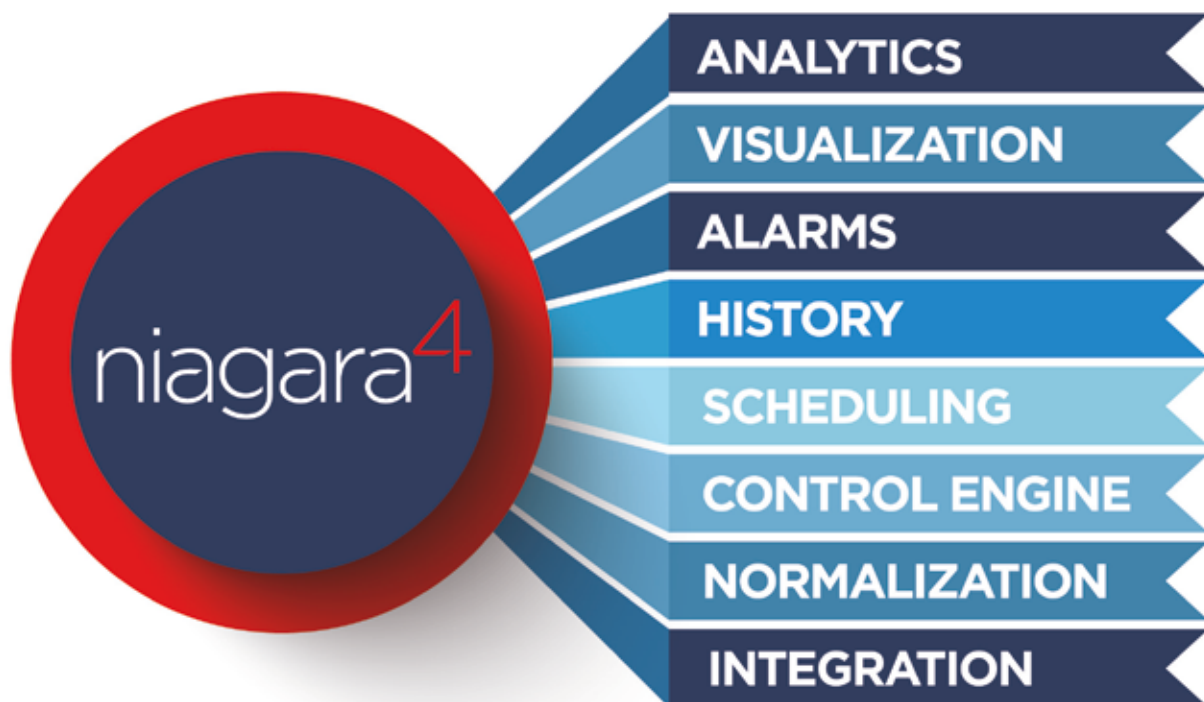 niagara4
ANALYTICS
VISUALIZATION
ALARMS
HISTORY
SCHEDULING
CONTROL ENGINE
NORMALIZATION
INTEGRATION